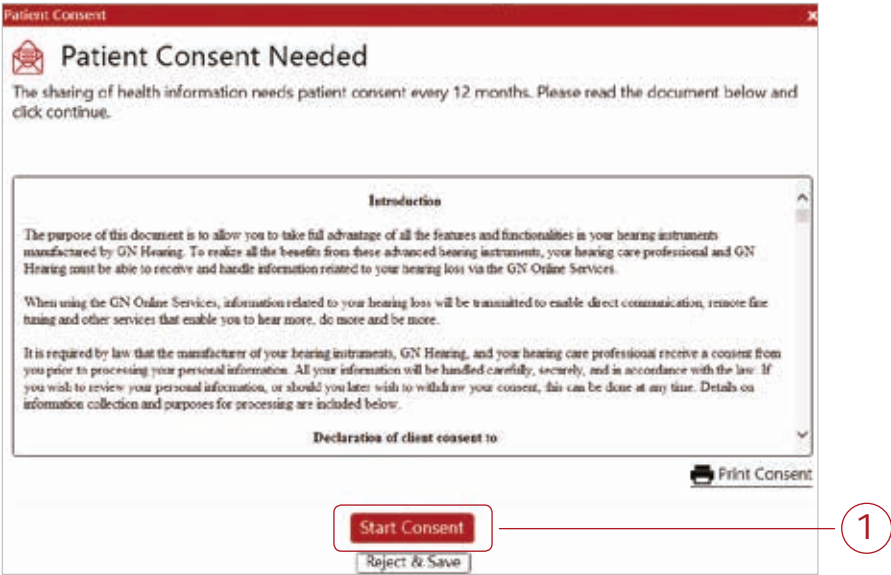 Patient Consent
x
Patient Consent Needed
The sharing of health information needs patient consent every 12 months. Please read the document below and
click continue.
Introduction
The purpose of this document is to allow you to take full advantage of all the features and functionalities in your hearing instruments
manufactured by GN Hearing. To realize all the benefits from these advanced hearing instruments, your hearing care professional and GN
Hearing must be able to receive and handle information related to your hearing loss via the GN Online Services.
When using the GN Online Services, information related to your hearing loss will be transmitted to enable direct communication, remote fine
tuning and other services that enable you to hear more, do more and be more.
It is required by law that the manufacturer of your hearing instruments, GN Hearing, and your hearing care professional receive a consent from
you prior to processing your personal information. All your information will be handled carefully, securely, and in accordance with the law. If
you wish to review your personal information, or should you later wish to withdraw your consent, this can be done at any time. Details on
information collection and purposes for processing are included below.
Declaration of client consent to
Print Consent
Start Consent
1
Reject & Save